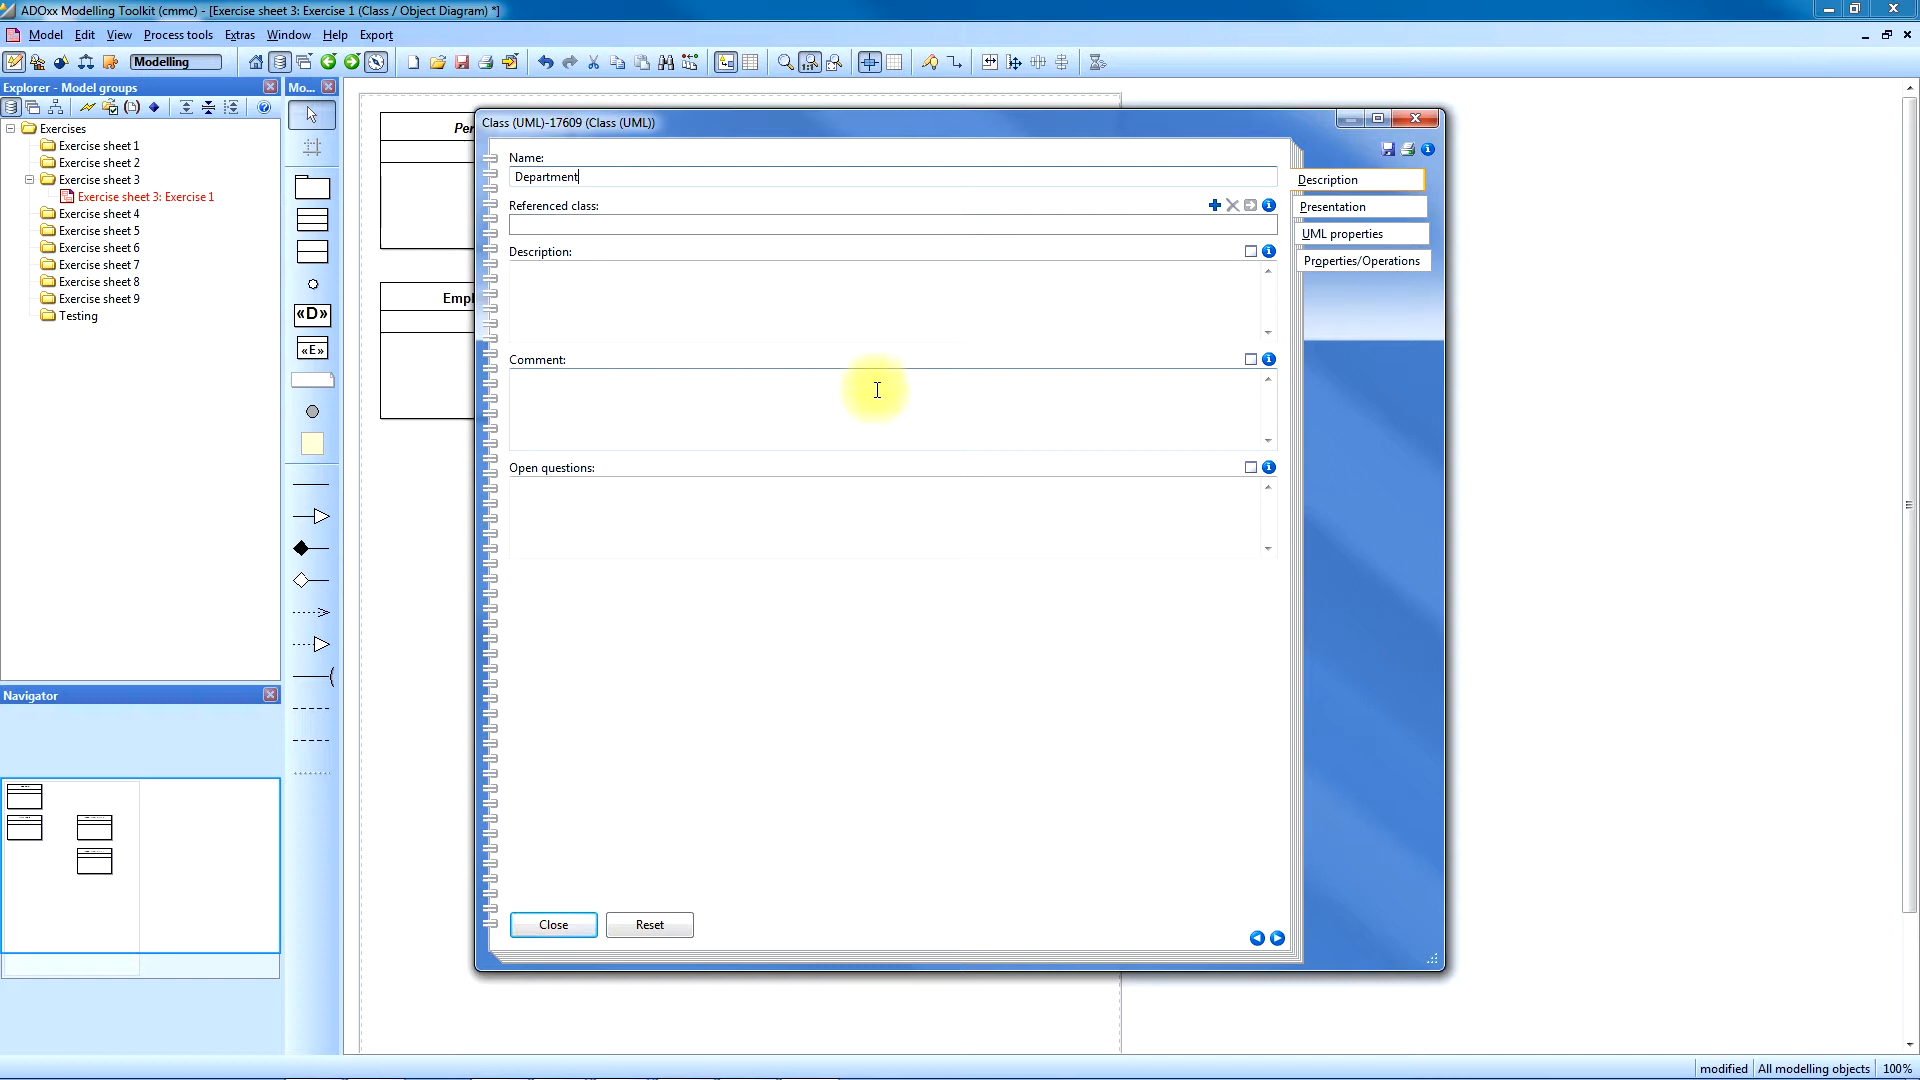 ADOxx Modelling Toolkit (cmmc) - [Exercise sheet 3: Exercise 1 (Class / Object Diagram) *]
Model Edit View Process tools Extras Window Help Export
Modelling
Explorer - Model groups
Mo...
Exercises
Exercise sheet 1
Exercise sheet 2
Exercise sheet 3
Exercise sheet 3: Exercise 1
Exercise sheet 4
Exercise sheet 5
Exercise sheet 6
Exercise sheet 7
Exercise sheet 8
Exercise sheet 9
Testing
«D»
«E»
Navigator
Per
Empl
Class (UML)-17609 (Class (UML))
Name:
Department
Referenced class:
Description:
Comment:
Open questions:
Close
Reset
Description
Presentation
UML properties
Properties/Operations
modified All modelling objects 100%